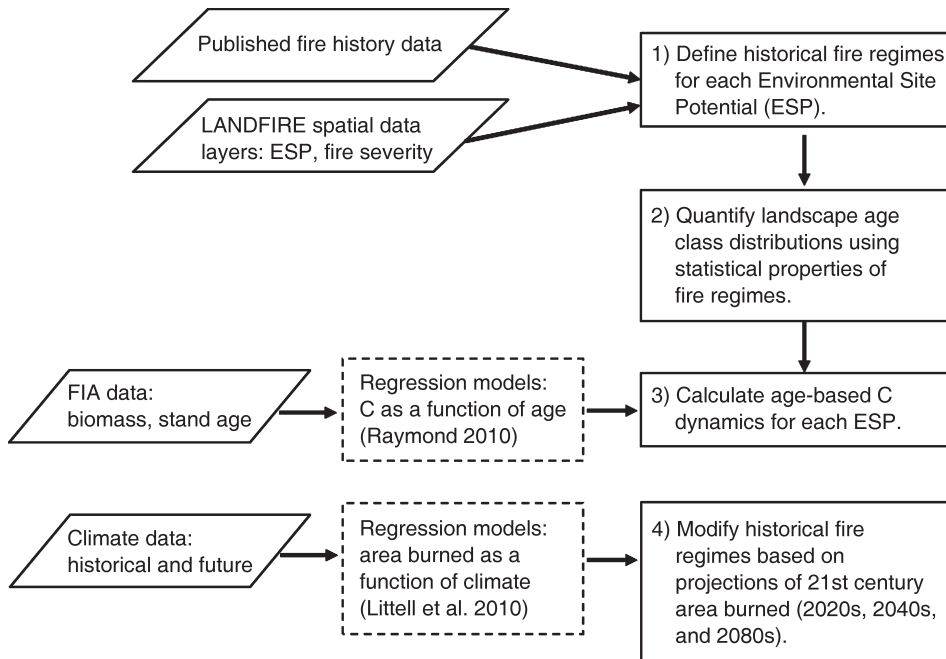 Published fire history data
LANDFIRE spatial data
layers: ESP, fire severity
1) Define historical fire regimes
for each Environmental Site
Potential (ESP).
2) Quantify landscape age
class distributions using
statistical properties of
fire regimes.
FIA data:
biomass, stand age
Regression models:
C as a function of age
(Raymond 2010)
3) Calculate age-based C
dynamics for each ESP.
Climate data:
historical and future
Regression models:
area burned as a
function of climate
(Littell et al. 2010)
4) Modify historical fire
regimes based on
projections of 21st century
area burned (2020s, 2040s,
and 2080s).